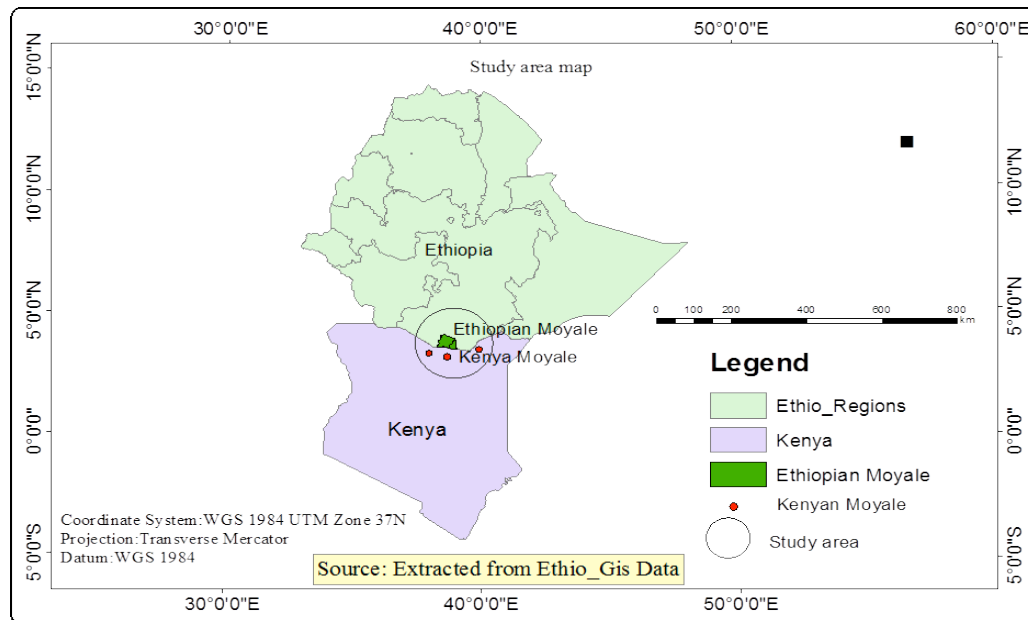 30°0'0"E 40°0'0"E 50°0'0"E 60°0'0"E
Study area map
15°0'0"N
15°0'0"N
10°0'0"N
10°0'0"N
Ethiopia
5°0'0"N
5°0'0"N
0 100 200 400 600 800
km
Ethiopian Moyale
Kenya Moyale
Legend
Ethio_Regions
Kenya
Kenya
0°0'0"
0°0'0"
Ethiopian Moyale
Kenyan Moyale
Study area
Coordinate System:WGS 1984 UTM Zone 37N
Projection:Transverse Mercator
Datum:WGS 1984
5°0'0"S
5°0'0"S
Source: Extracted from Ethio_Gis Data
30°0'0"E 40°0'0"E 50°0'0"E